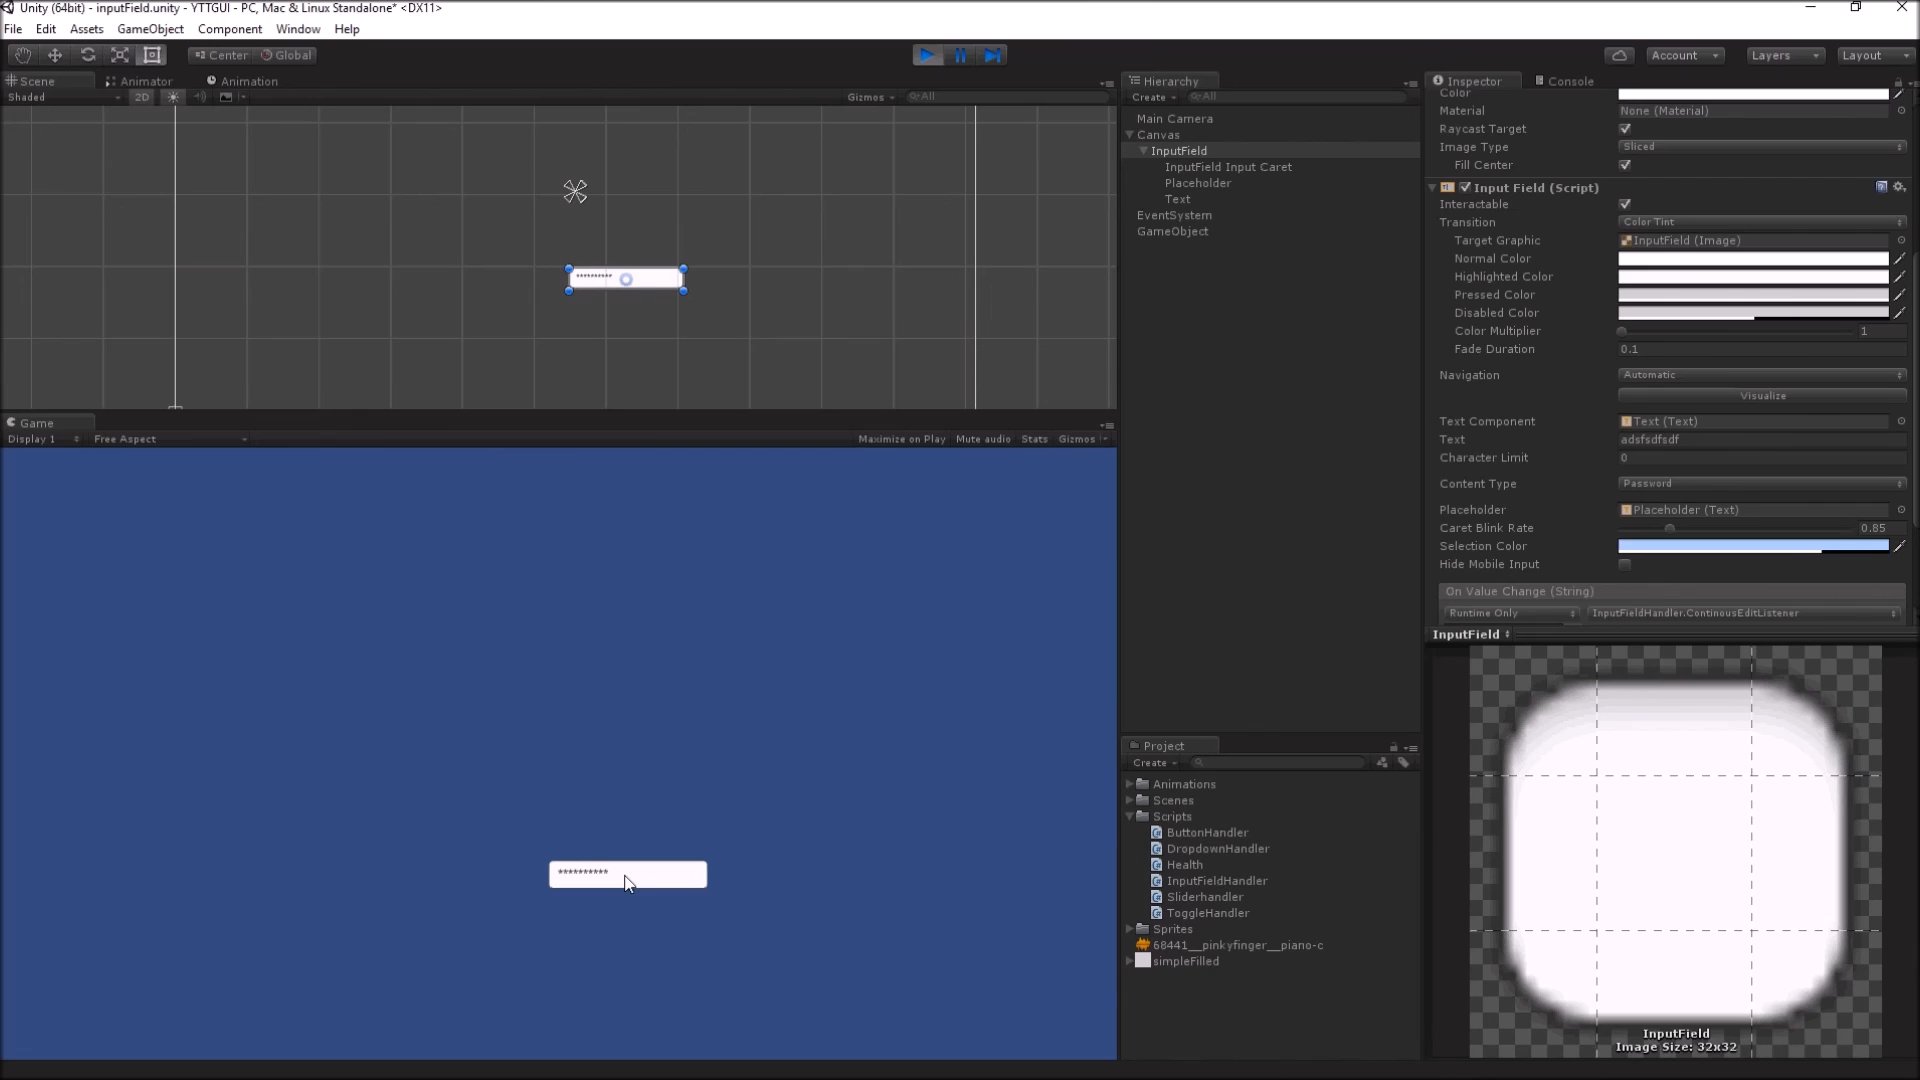 Unity (64bit) - inputField.unity - YTTGUI - PC, Mac & Linux Standalone* <DX11>
File Edit Assets GameObject Component Window Help
Center Global
Account Layers Layout
Scene Animator Animation
Shaded 2D Gizmos All
**********
Game
Display 1 Free Aspect Maximize on Play Mute audio Stats Gizmos
**********
Hierarchy
Create All
Main Camera
Canvas
InputField
InputField Input Caret
Placeholder
Text
EventSystem
GameObject
Project
Create
Animations
Scenes
Scripts
ButtonHandler
DropdownHandler
Health
InputFieldHandler
Sliderhandler
ToggleHandler
Sprites
68441__pinkyfinger__piano-c
simpleFilled
Inspector Console
Color
Material None (Material)
Raycast Target
Image Type Sliced
Fill Center
Input Field (Script)
Interactable
Transition Color Tint
Target Graphic InputField (Image)
Normal Color
Highlighted Color
Pressed Color
Disabled Color
Color Multiplier 1
Fade Duration 0.1
Navigation Automatic
Visualize
Text Component Text (Text)
Text adsfsdfsdf
Character Limit 0
Content Type Password
Placeholder Placeholder (Text)
Caret Blink Rate 0.85
Selection Color
Hide Mobile Input
On Value Change (String)
Runtime Only InputFieldHandler.ContinousEditListener
InputField
InputField
Image Size: 32x32